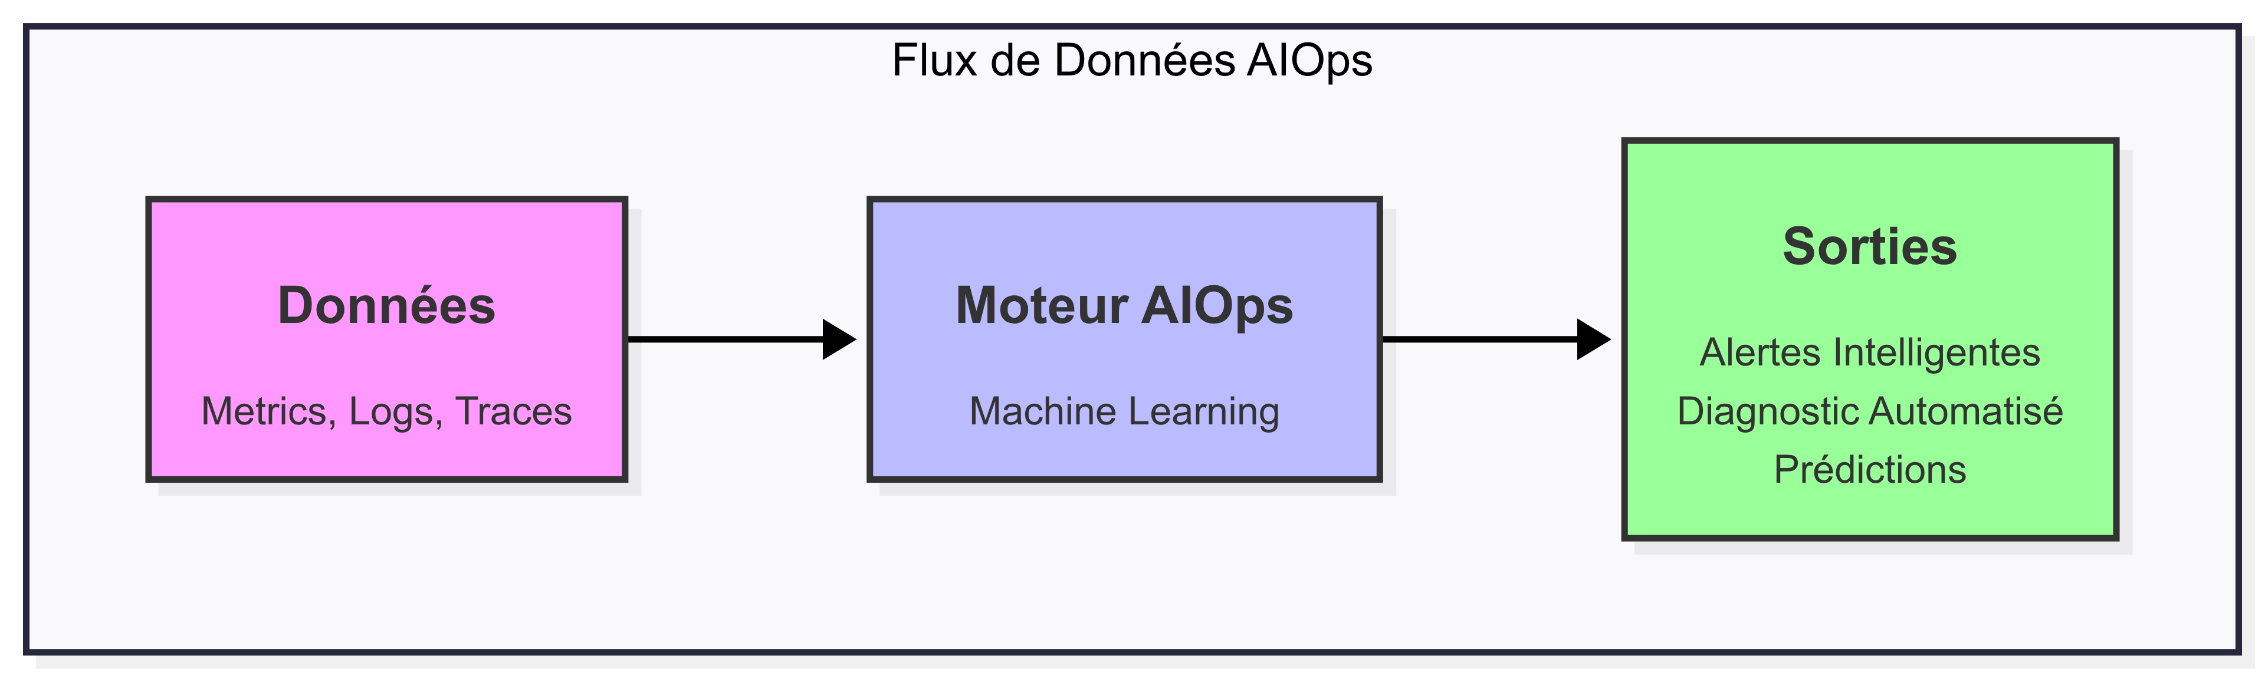 Flux de Données AIOps
Données
Metrics, Logs, Traces
Moteur AIOps
Machine Learning
Sorties
Alertes Intelligentes
Diagnostic Automatisé
Prédictions